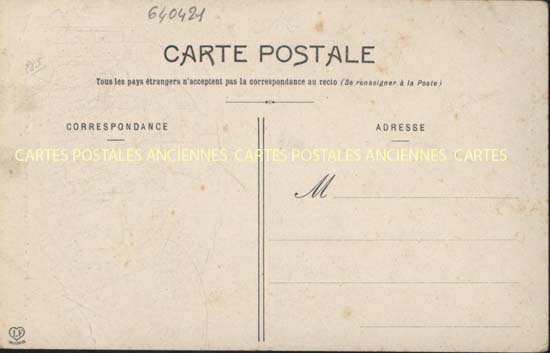 640421
CARTE POSTALE
Tous les pays étrangers n'acceptent pas la correspondance au recto (Se renseigner à la Poste)
CORRESPONDANCE
ADRESSE
CARTES POSTALES ANCIENNES CARTES POSTALES ANCIENNES CARTES
M